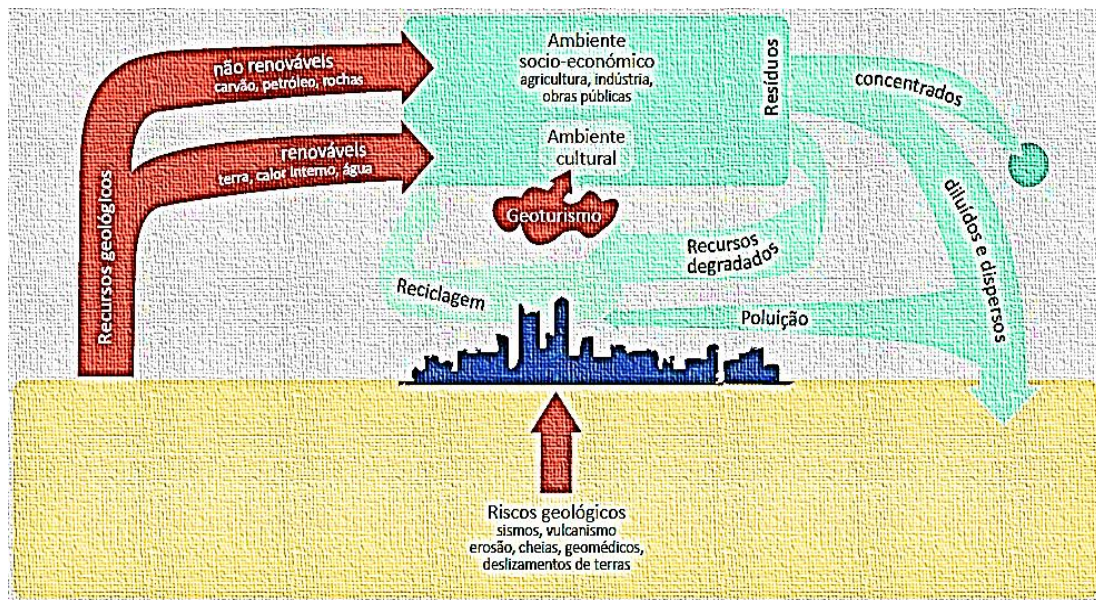 Recursos geológicos
não renováveis
carvão, petróleo, rochas
renováveis
terra, calor interno, água
Ambiente
socio-económico
agricultura, indústria,
obras públicas
Ambiente
cultural
Geoturismo
Resíduos
concentrados
diluídos e dispersos
Recursos
degradados
Reciclagem
Poluição
Riscos geológicos
sismos, vulcanismo
erosão, cheias, geomédicos,
deslizamentos de terras